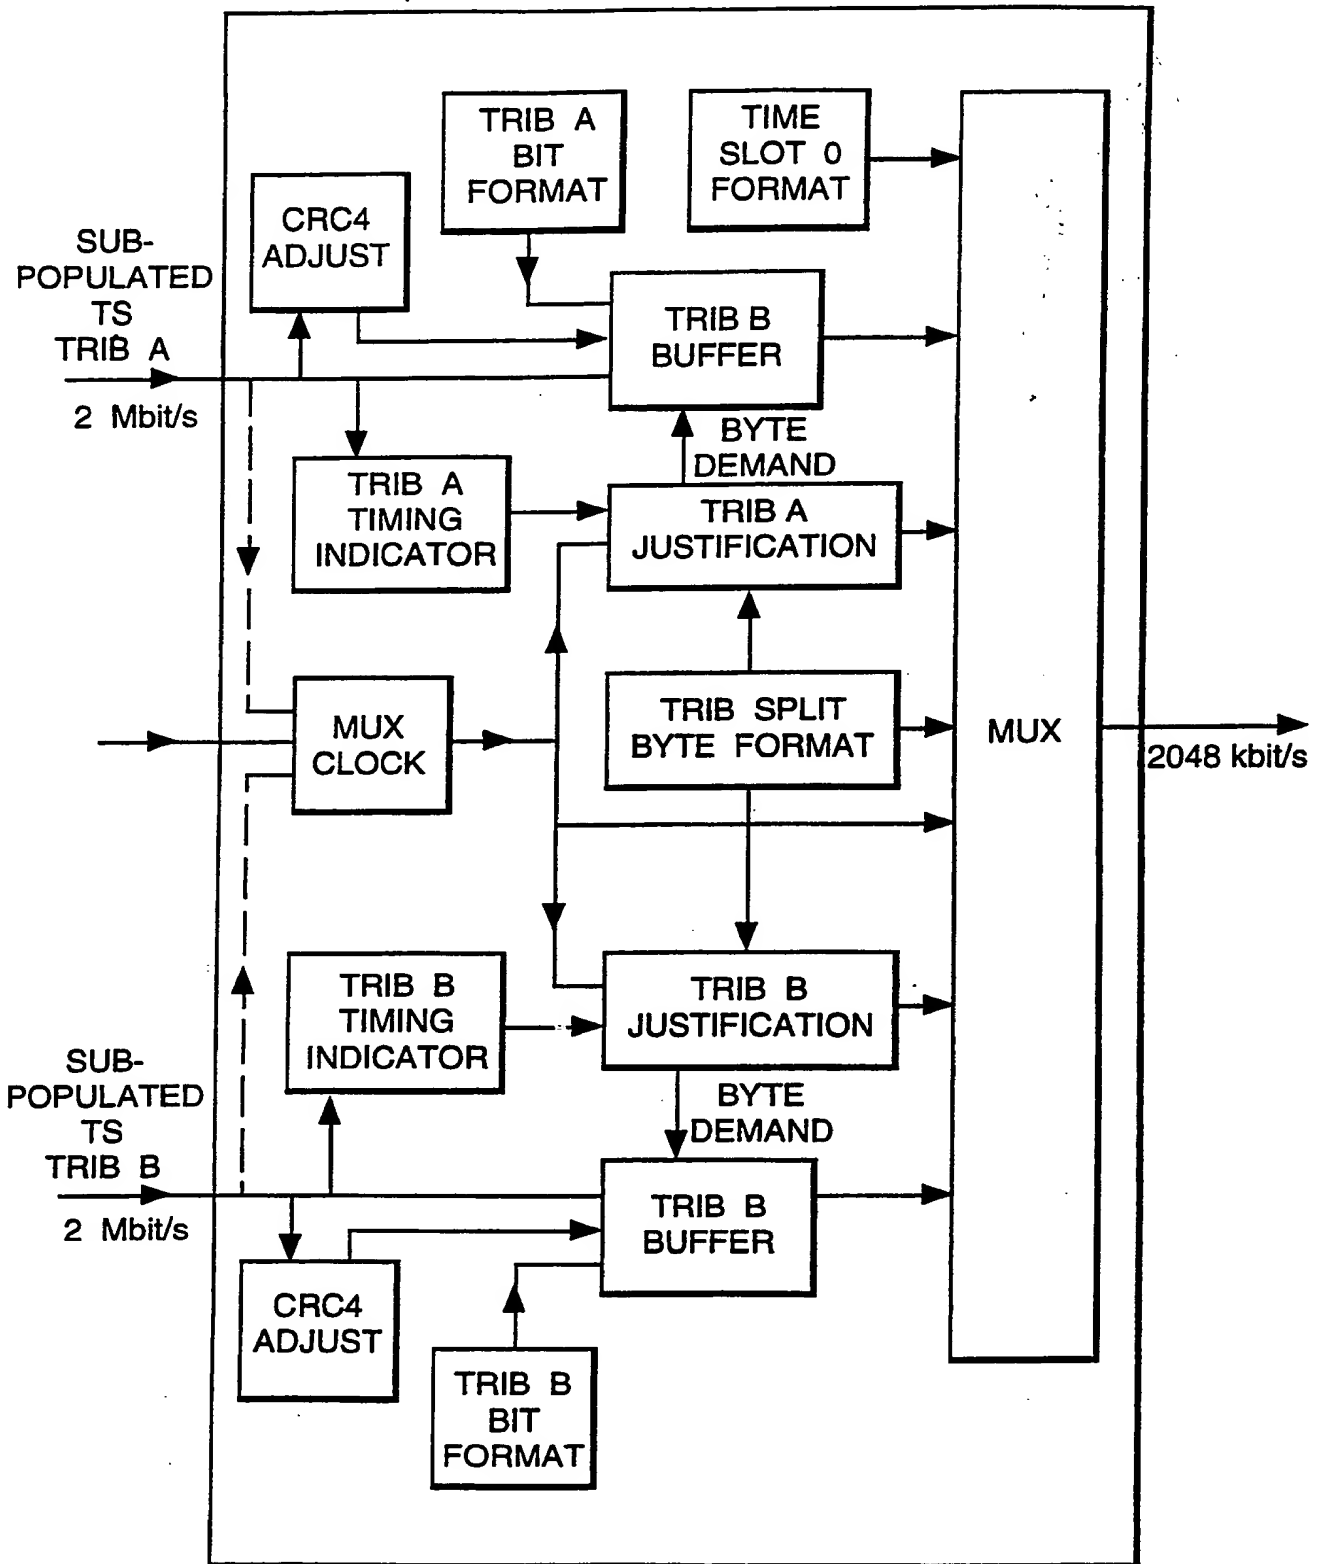 TRIB A
BIT
FORMAT
TIME
SLOT 0
FORMAT
CRC4
ADJUST
SUB-
POPULATED
TS
TRIB A
2 Mbit/s
TRIB B
BUFFER
BYTE
DEMAND
TRIB A
TIMING
INDICATOR
TRIB A
JUSTIFICATION
MUX
CLOCK
TRIB SPLIT
BYTE FORMAT
MUX
2048 kbit/s
TRIB B
TIMING
INDICATOR
TRIB B
JUSTIFICATION
SUB-
POPULATED
TS
TRIB B
2 Mbit/s
BYTE
DEMAND
TRIB B
BUFFER
CRC4
ADJUST
TRIB B
BIT
FORMAT